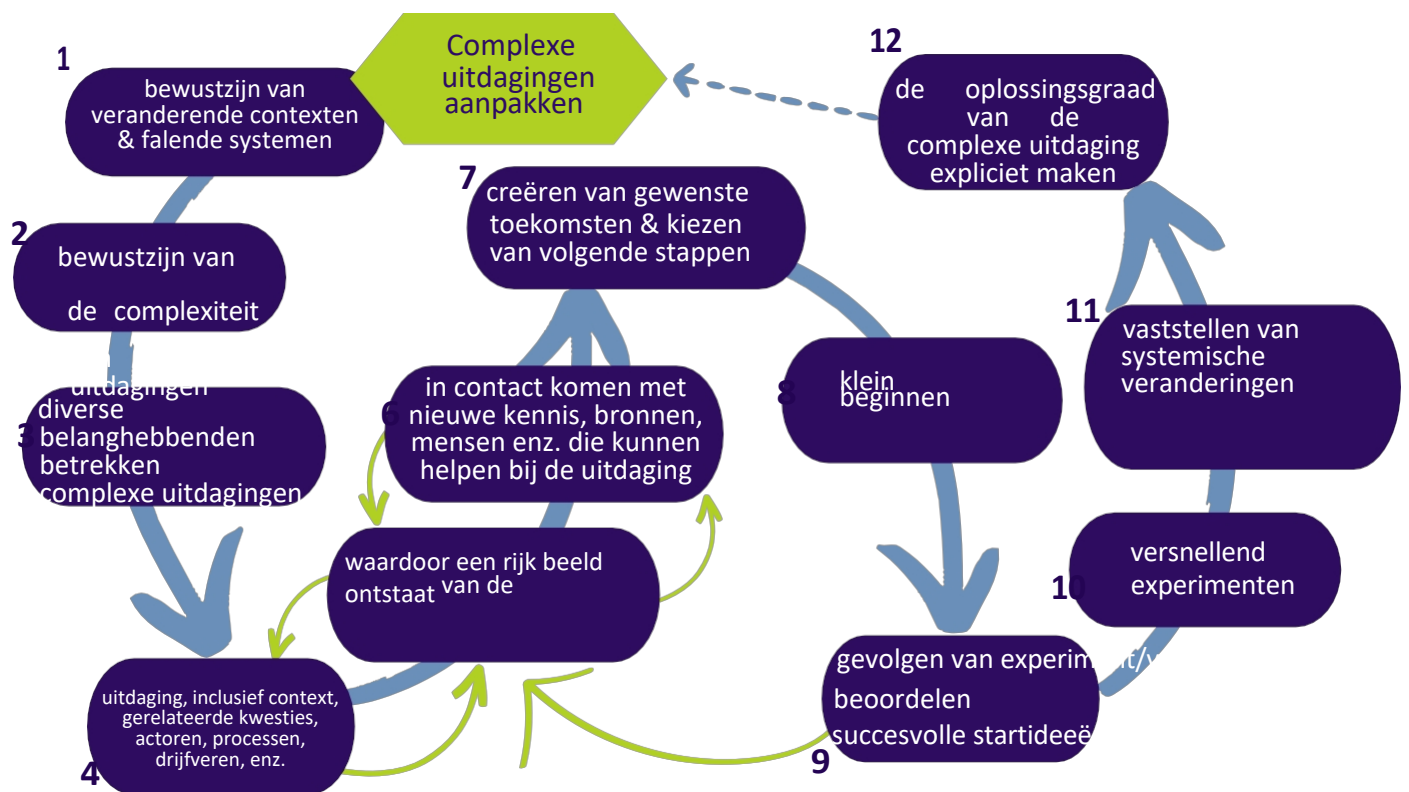 Complexe
uitdagingen
aanpakken
1
bewustzijn van
veranderende contexten
& falende systemen
2
bewustzijn van
de complexiteit
uitdagingen
3
diverse
belanghebbenden
betrekken
complexe uitdagingen
4
uitdaging, inclusief context,
gerelateerde kwesties,
actoren, processen,
drijfveren, enz.
waardoor een rijk beeld
ontstaat van de
6
in contact komen met
nieuwe kennis, bronnen,
mensen enz. die kunnen
helpen bij de uitdaging
7
creëren van gewenste
toekomsten & kiezen
van volgende stappen
8
klein
beginnen
9
gevolgen van experiment/v
beoordelen
succesvolle startideeë
10
versnellend
experimenten
11
vaststellen van
systemische
veranderingen
12
de oplossingsgraad
van de
complexe uitdaging
expliciet maken